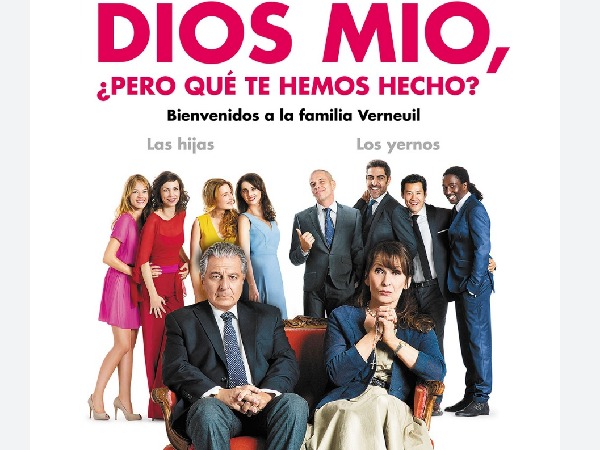 DIOS MIO,
¿PERO QUÉ TE HEMOS HECHO?
Bienvenidos a la familia Verneuil
Las hijas
Los yernos